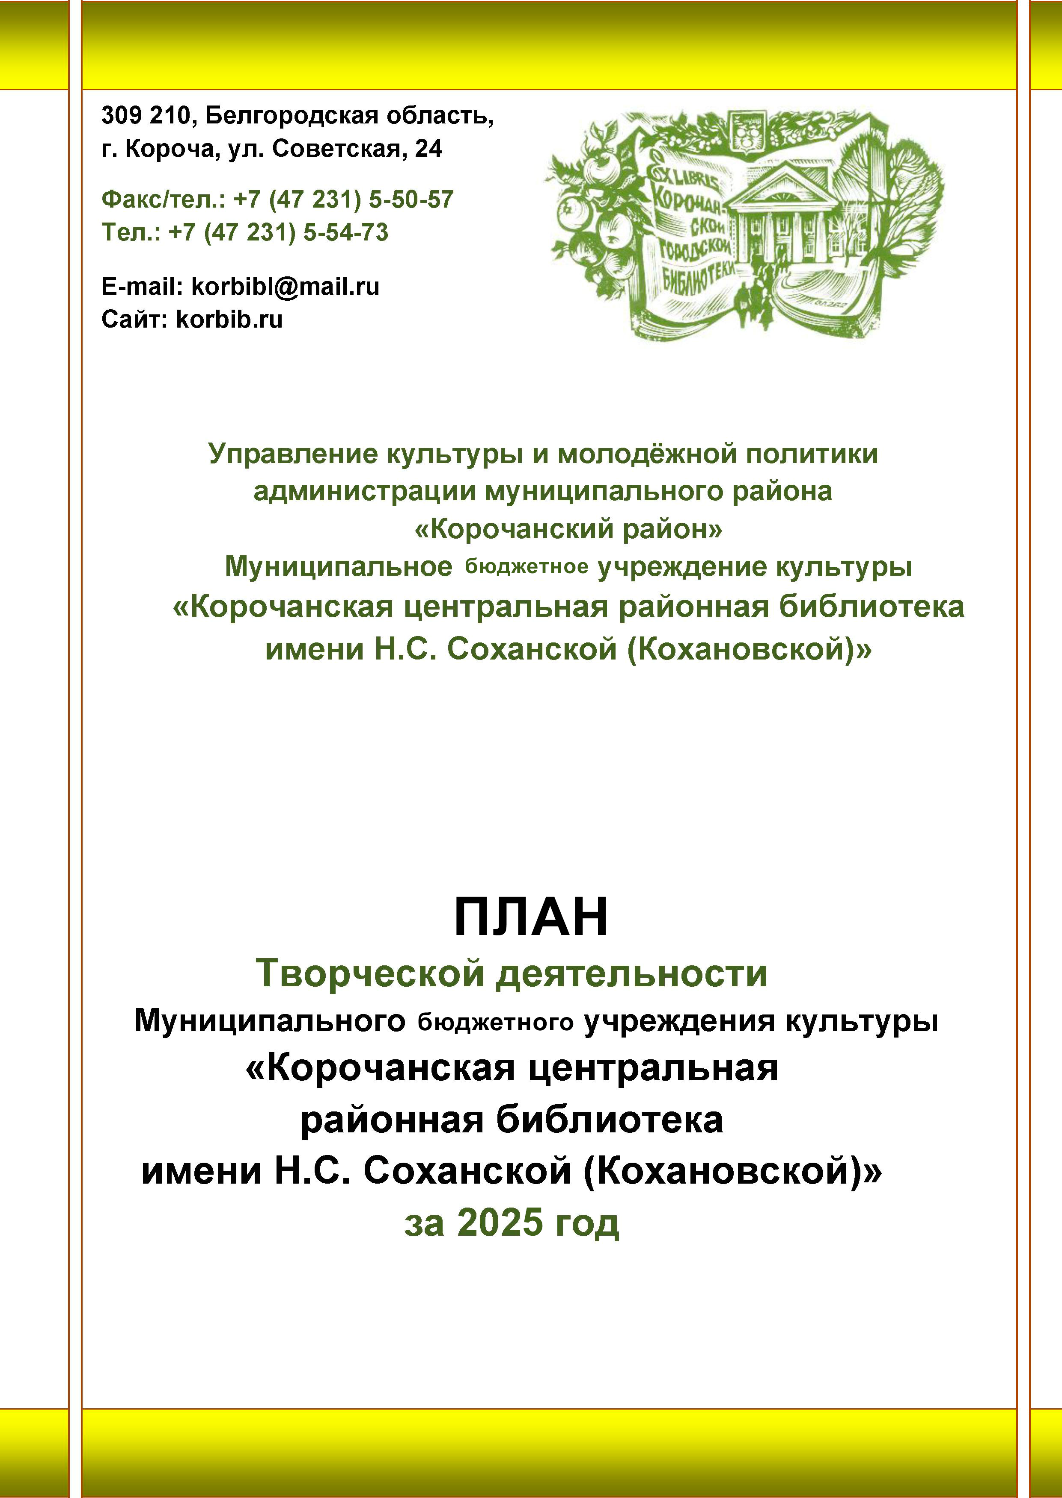 309 210, Белгородская область,
г. Короча, ул. Советская, 24
Факс/тел.: +7 (47 231) 5-50-57
Тел.: +7 (47 231) 5-54-73
E-mail: korbibl@mail.ru
Сайт: korbib.ru
EX LIBRIS
КОРОЧАН-
СКОЙ
ГОРОДСКОЙ
БИБЛИОТЕКИ
Управление культуры и молодёжной политики
администрации муниципального района
«Корочанский район»
Муниципальное бюджетное учреждение культуры
«Корочанская центральная районная библиотека
имени Н.С. Соханской (Кохановской)»
ПЛАН
Творческой деятельности
Муниципального бюджетного учреждения культуры
«Корочанская центральная
районная библиотека
имени Н.С. Соханской (Кохановской)»
за 2025 год